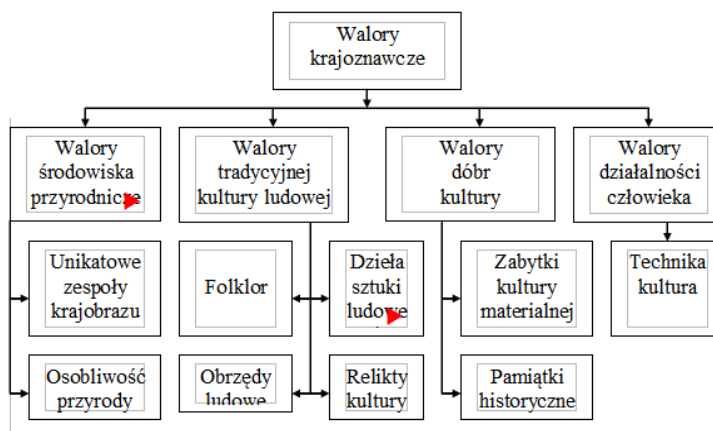 Walory
krajoznawcze
Walory
środowiska
przyrodnicze
Walory
tradycyjnej
kultury ludowej
Walory
dóbr
kultury
Walory
działalności
człowieka
Unikatowe
zespoły
krajobrazu
Folklor
Dzieła
sztuki
ludowe
Zabytki
kultury
materialnej
Technika
kultura
Osobliwość
przyrody
Obrzędy
ludowe
Relikty
kultury
Pamiątki
historyczne